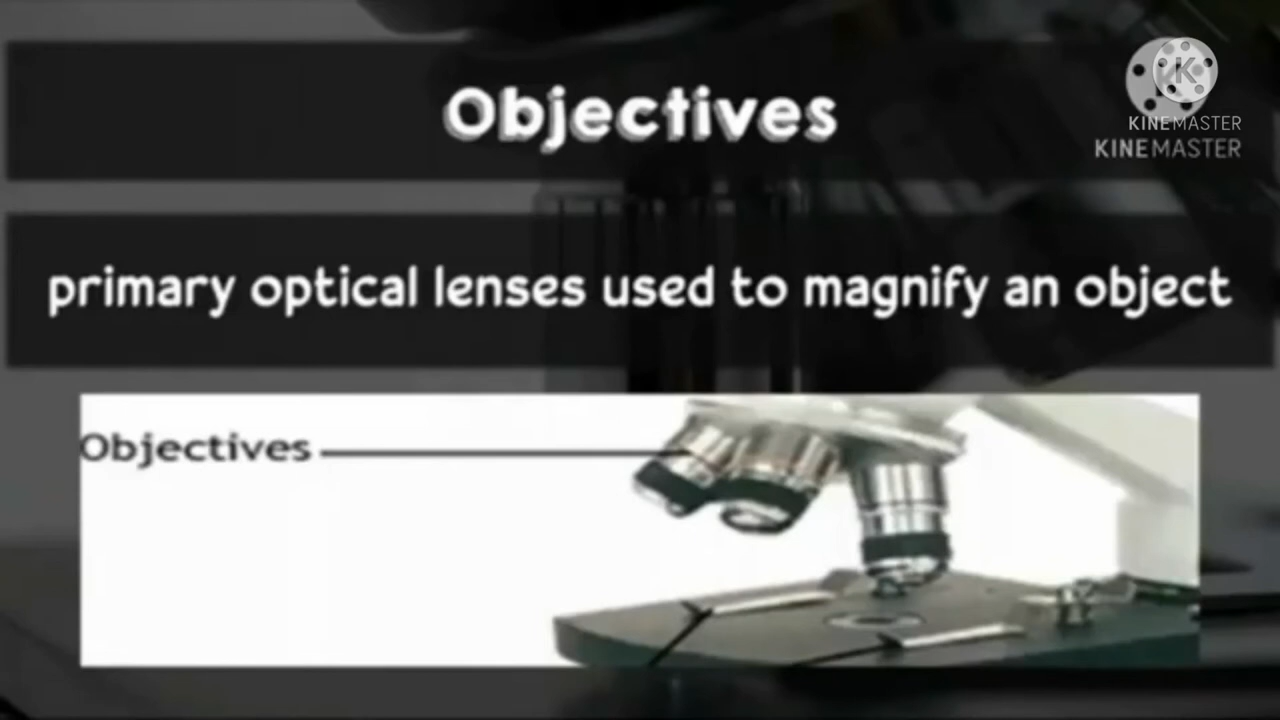 Objectives
KINEMASTER
KINEMASTER
primary optical lenses used to magnify an object
Objectives